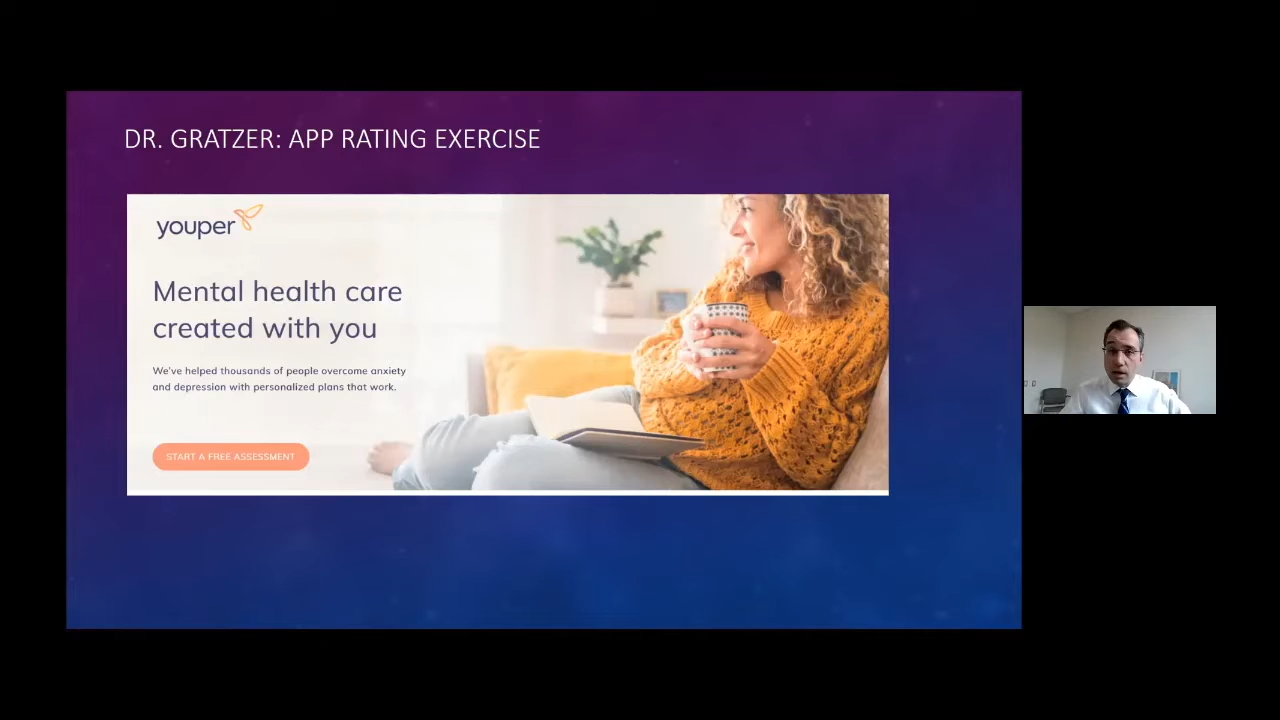 DR. GRATZER: APP RATING EXERCISE
youper
Mental health care
created with you
We've helped thousands of people overcome anxiety
and depression with personalized plans that work.
START A FREE ASSESSMENT